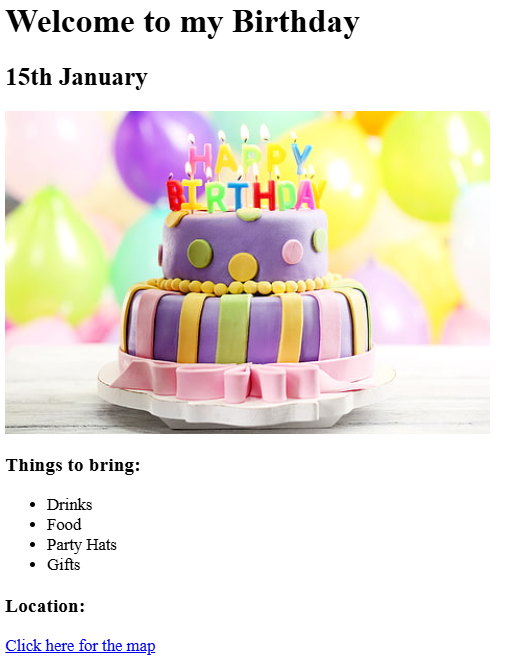 Welcome to my Birthday
15th January
HAPPY
BIRTHDAY
Things to bring:
Drinks
Food
Party Hats
Gifts
Location:
Click here for the map